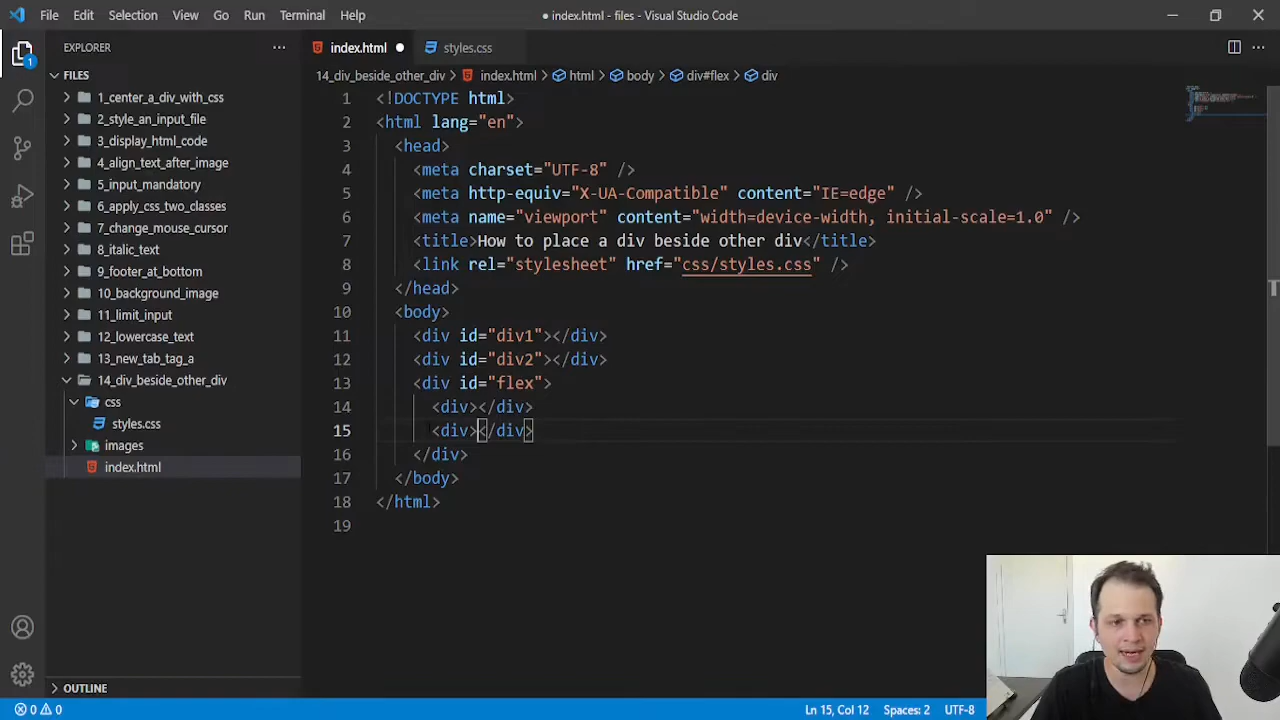 File Edit Selection View Go Run Terminal Help ● index.html - files - Visual Studio Code
EXPLORER ···
index.html styles.css
1
FILES
14_div_beside_other_div > index.html > html > body > div#flex > div
1_center_a_div_with_css
2_style_an_input_file
3_display_html_code
4_align_text_after_image
5_input_mandatory
6_apply_css_two_classes
7_change_mouse_cursor
8_italic_text
9_footer_at_bottom
10_background_image
11_limit_input
12_lowercase_text
13_new_tab_tag_a
14_div_beside_other_div
css
styles.css
images
index.html
OUTLINE
1 <!DOCTYPE html>
2 <html lang="en">
3 <head>
4 <meta charset="UTF-8" />
5 <meta http-equiv="X-UA-Compatible" content="IE=edge" />
6 <meta name="viewport" content="width=device-width, initial-scale=1.0" />
7 <title>How to place a div beside other div</title>
8 <link rel="stylesheet" href="css/styles.css" />
9 </head>
10 <body>
11 <div id="div1"></div>
12 <div id="div2"></div>
13 <div id="flex">
14 <div></div>
15 <div></div>
16 </div>
17 </body>
18 </html>
19
0 0 Ln 15, Col 12 Spaces: 2 UTF-8